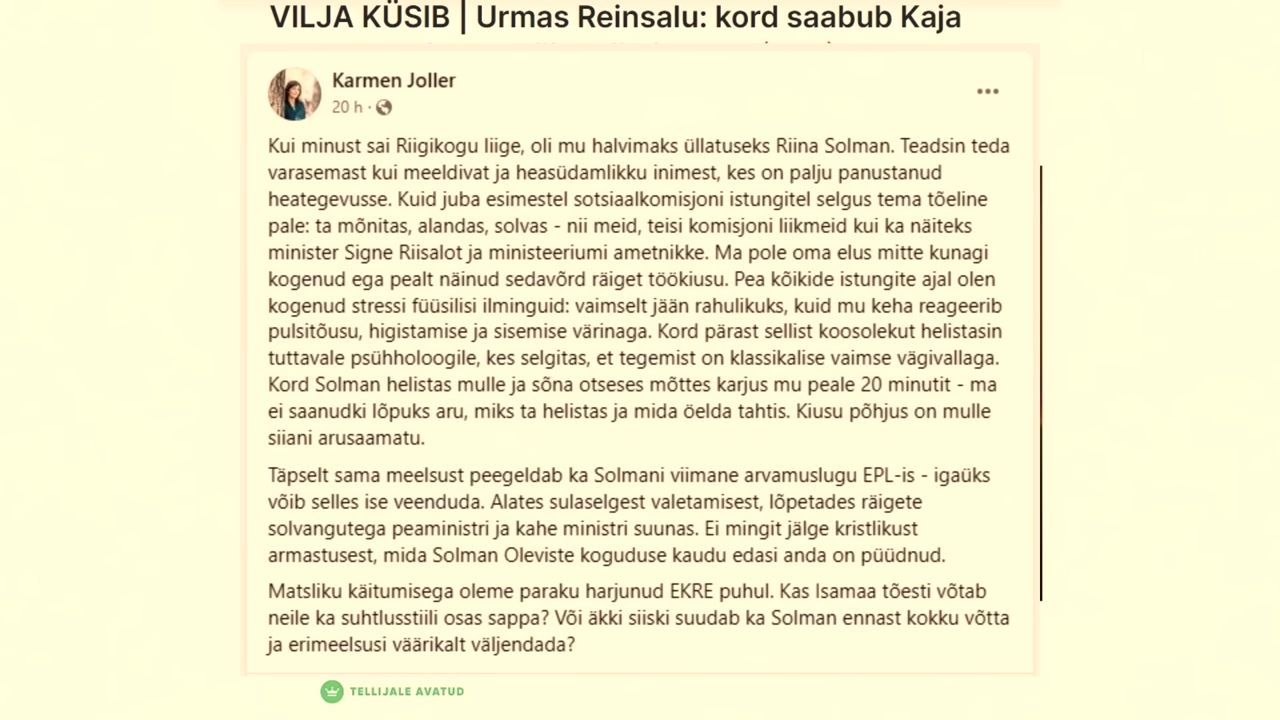 VILJA KÜSIB | Urmas Reinsalu: kord saabub Kaja
Karmen Joller
20 h ·
Kui minust sai Riigikogu liige, oli mu halvimaks üllatuseks Riina Solman. Teadsin teda
varasemast kui meeldivat ja heasüdamlikku inimest, kes on palju panustanud
heategevusse. Kuid juba esimestel sotsiaalkomisjoni istungitel selgus tema tõeline
pale: ta mõnitas, alandas, solvas - nii meid, teisi komisjoni liikmeid kui ka näiteks
minister Signe Riisalot ja ministeeriumi ametnikke. Ma pole oma elus mitte kunagi
kogenud ega pealt näinud sedavõrd räiget töökiusu. Pea kõikide istungite ajal olen
kogenud stressi füüsilisi ilminguid: vaimselt jään rahulikuks, kuid mu keha reageerib
pulsitõusu, higistamise ja sisemise värinaga. Kord pärast sellist koosolekut helistasin
tuttavale psühholoogile, kes selgitas, et tegemist on klassikalise vaimse vägivallaga.
Kord Solman helistas mulle ja sõna otseses mõttes karjus mu peale 20 minutit - ma
ei saanudki lõpuks aru, miks ta helistas ja mida öelda tahtis. Kiusu põhjus on mulle
siiani arusaamatu.
Täpselt sama meelsust peegeldab ka Solmani viimane arvamuslugu EPL-is - igaüks
võib selles ise veenduda. Alates sulaselgest valetamisest, lõpetades räigete
solvangutega peaministri ja kahe ministri suunas. Ei mingit jälge kristlikust
armastusest, mida Solman Oleviste koguduse kaudu edasi anda on püüdnud.
Matsliku käitumisega oleme paraku harjunud EKRE puhul. Kas Isamaa tõesti võtab
neile ka suhtlusstiili osas sappa? Või äkki siiski suudab ka Solman ennast kokku võtta
ja erimeelsusi väärikalt väljendada?
TELLIJALE AVATUD